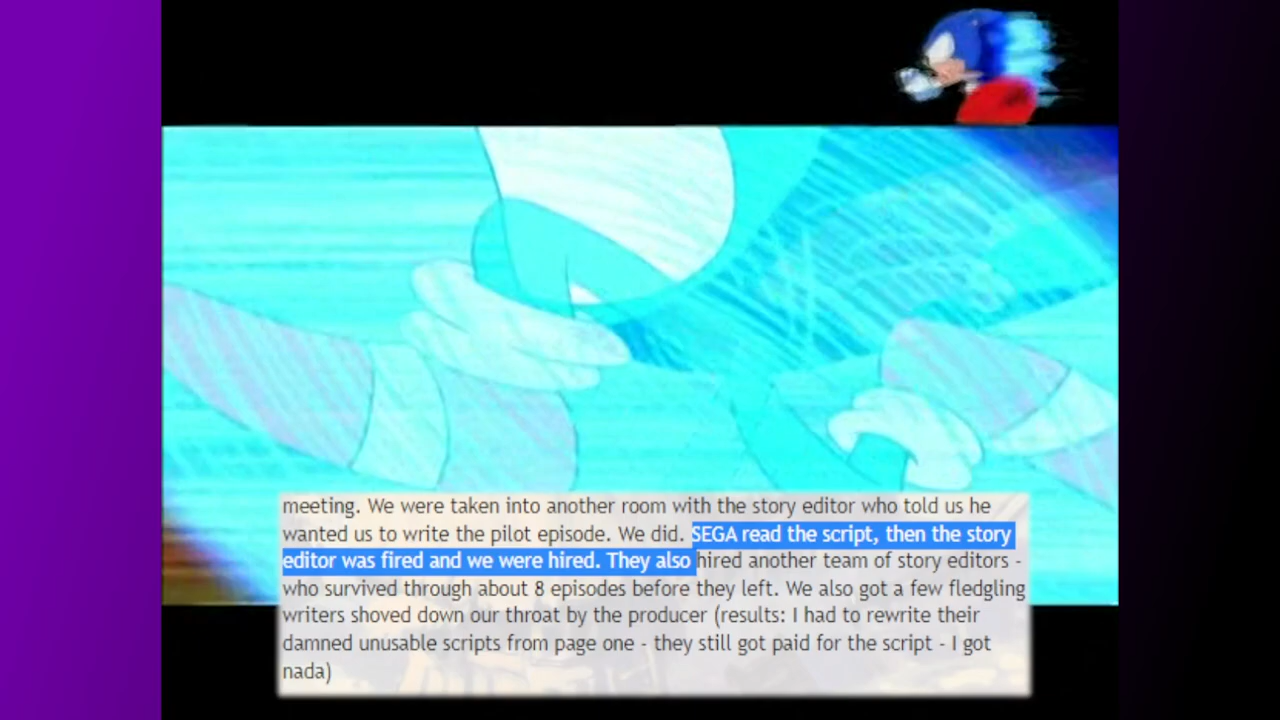 meeting. We were taken into another room with the story editor who told us he
wanted us to write the pilot episode. We did. SEGA read the script, then the story
editor was fired and we were hired. They also hired another team of story editors -
who survived through about 8 episodes before they left. We also got a few fledgling
writers shoved down our throat by the producer (results: I had to rewrite their
damned unusable scripts from page one - they still got paid for the script - I got
nada)